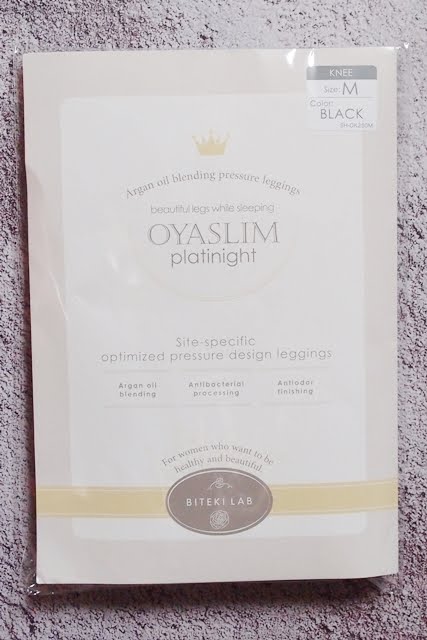 KNEE
Size: M
Color:
BLACK
Argan oil blending pressure leggings
beautiful legs while sleeping
OYASLIM
platinight
Site-specific
optimized pressure design leggings
Argan oil
blending
Antibacterial
processing
Antiodor
finishing
For women who want to be
healthy and beautiful.
BITEKI LAB